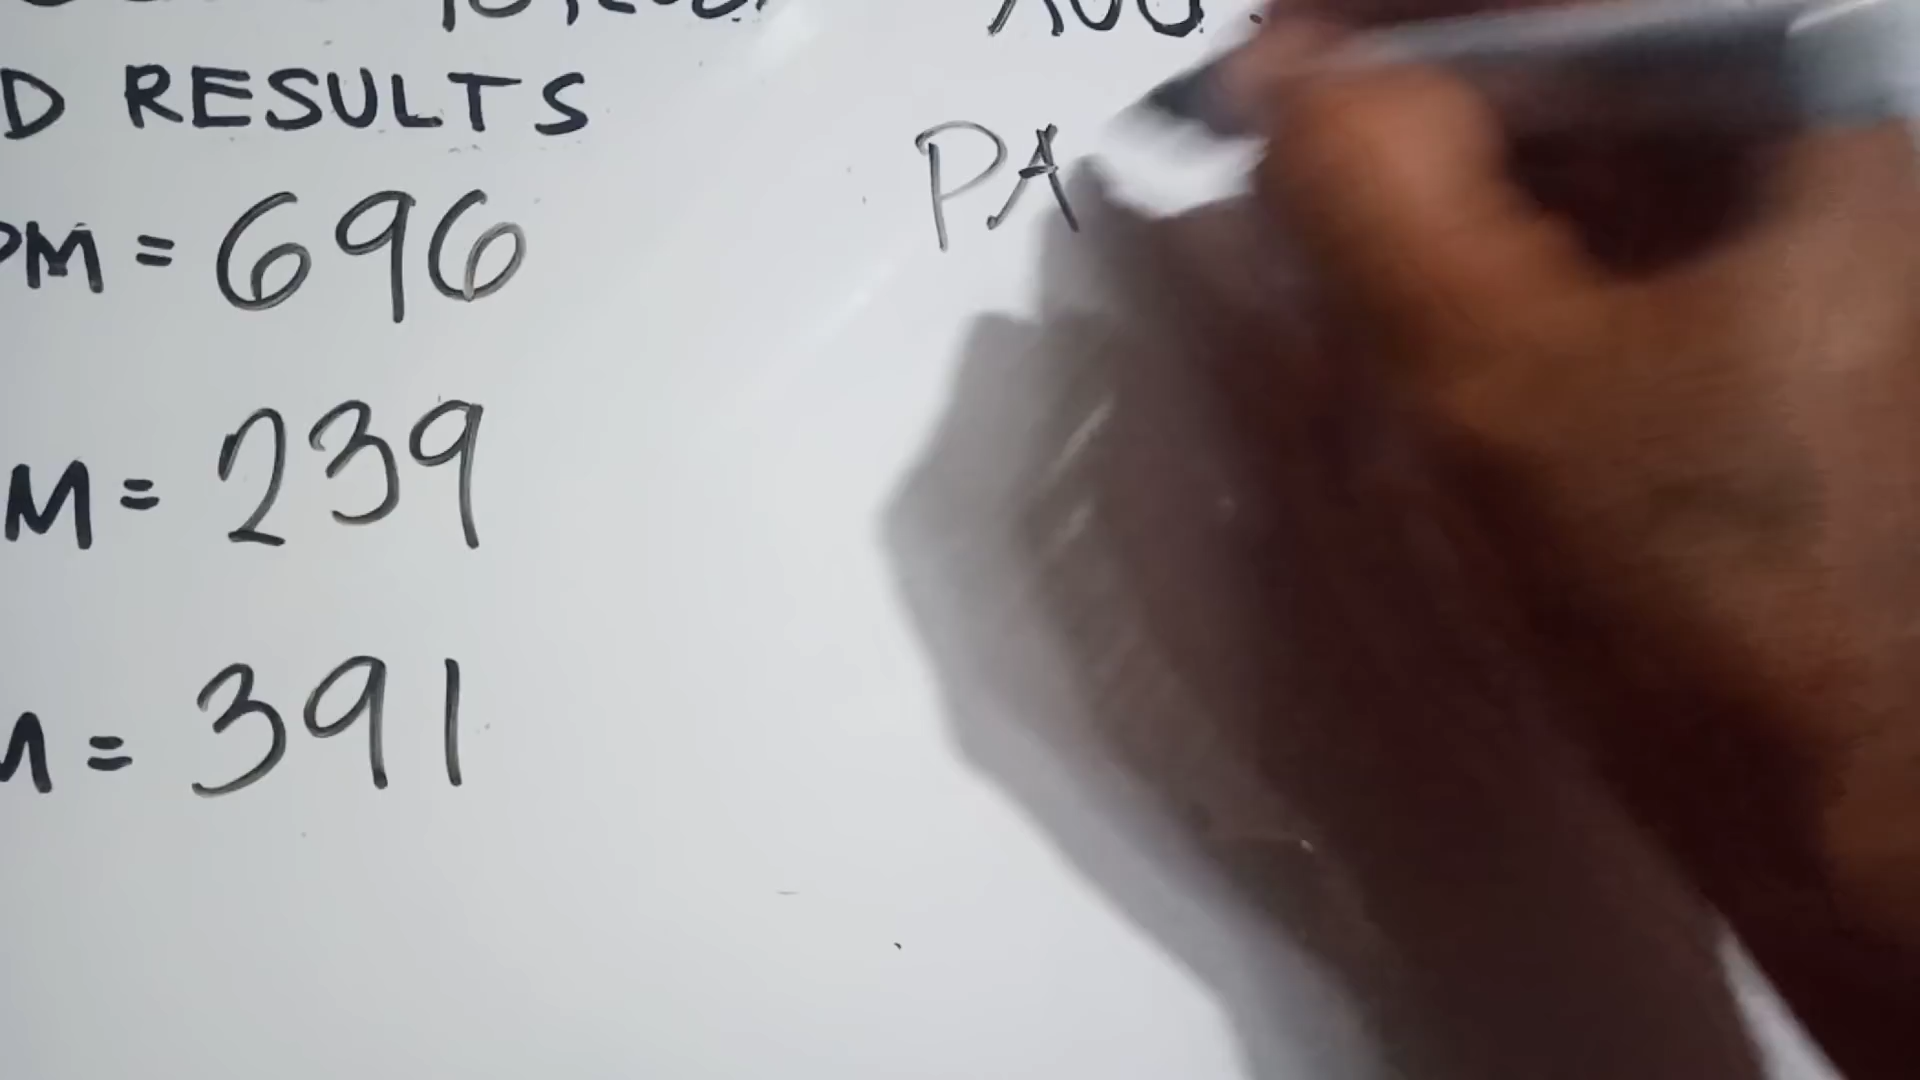 D RESULTS
PM = 696
M = 239
M = 391
PA